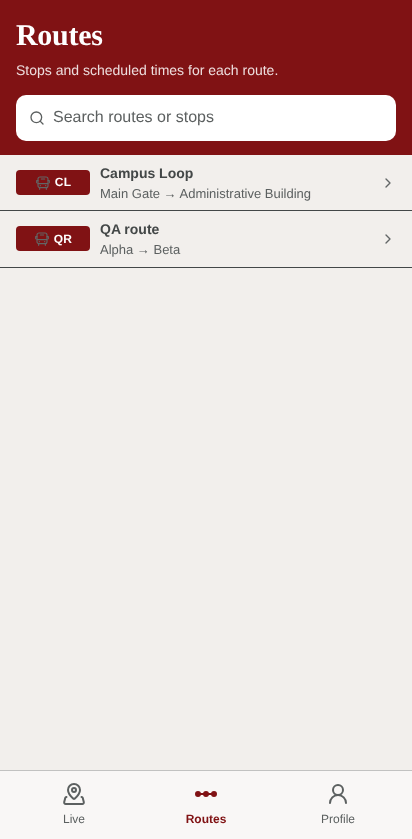 Routes
Stops and scheduled times for each route.
Search routes or stops
CL
Campus Loop
Main Gate → Administrative Building
QR
QA route
Alpha → Beta
Live
Routes
Profile